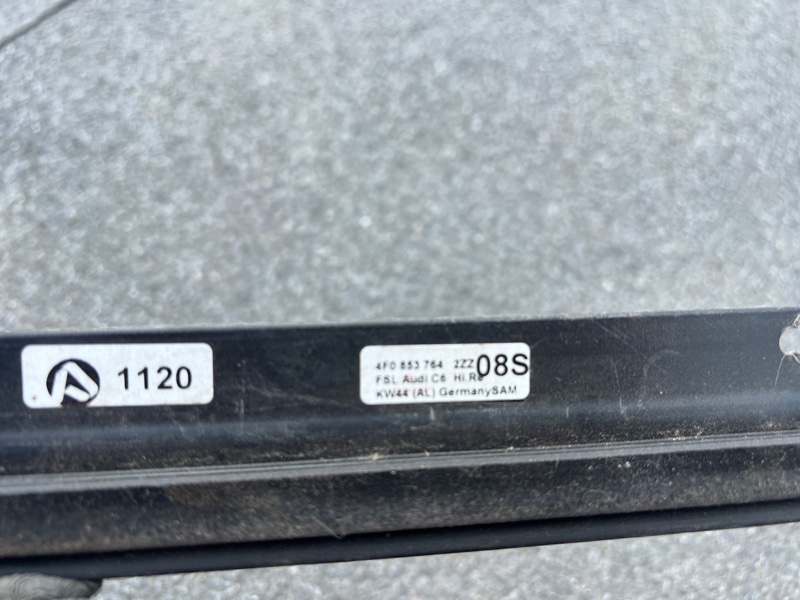 1120
4F0 853 764 2ZZ 08S
FSL.Audi C6 Hi.Re
KW44 (AL) GermanySAM